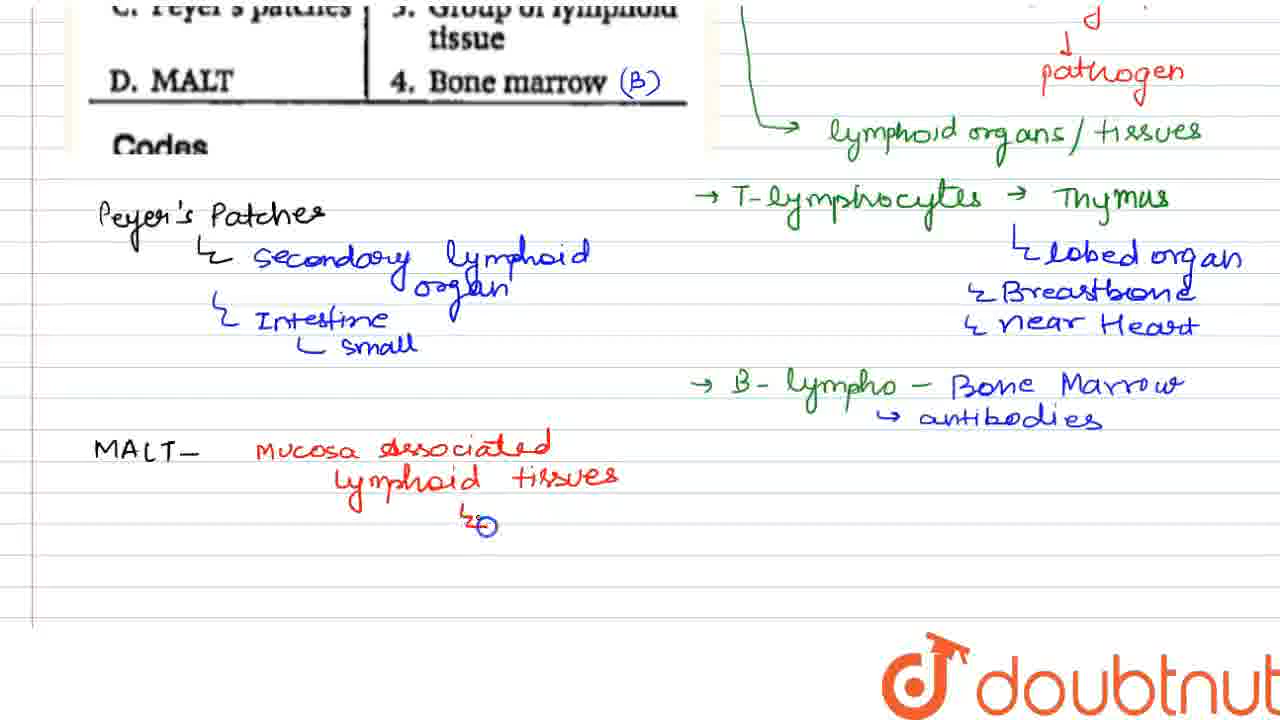 C. Peyer's patches
3. Group of lymphoid
tissue
D. MALT
4. Bone marrow (B)
Codes
pathogen
lymphoid organs/tissues
→ T-lymphocytes → Thymus
lobed organ
Breastbone
near Heart
→ B-lympho - Bone Marrow
→ antibodies
Peyer's Patches
secondary lymphoid
organ
Intestine
small
MALT- Mucosa Associated
lymphoid tissues
doubtnut